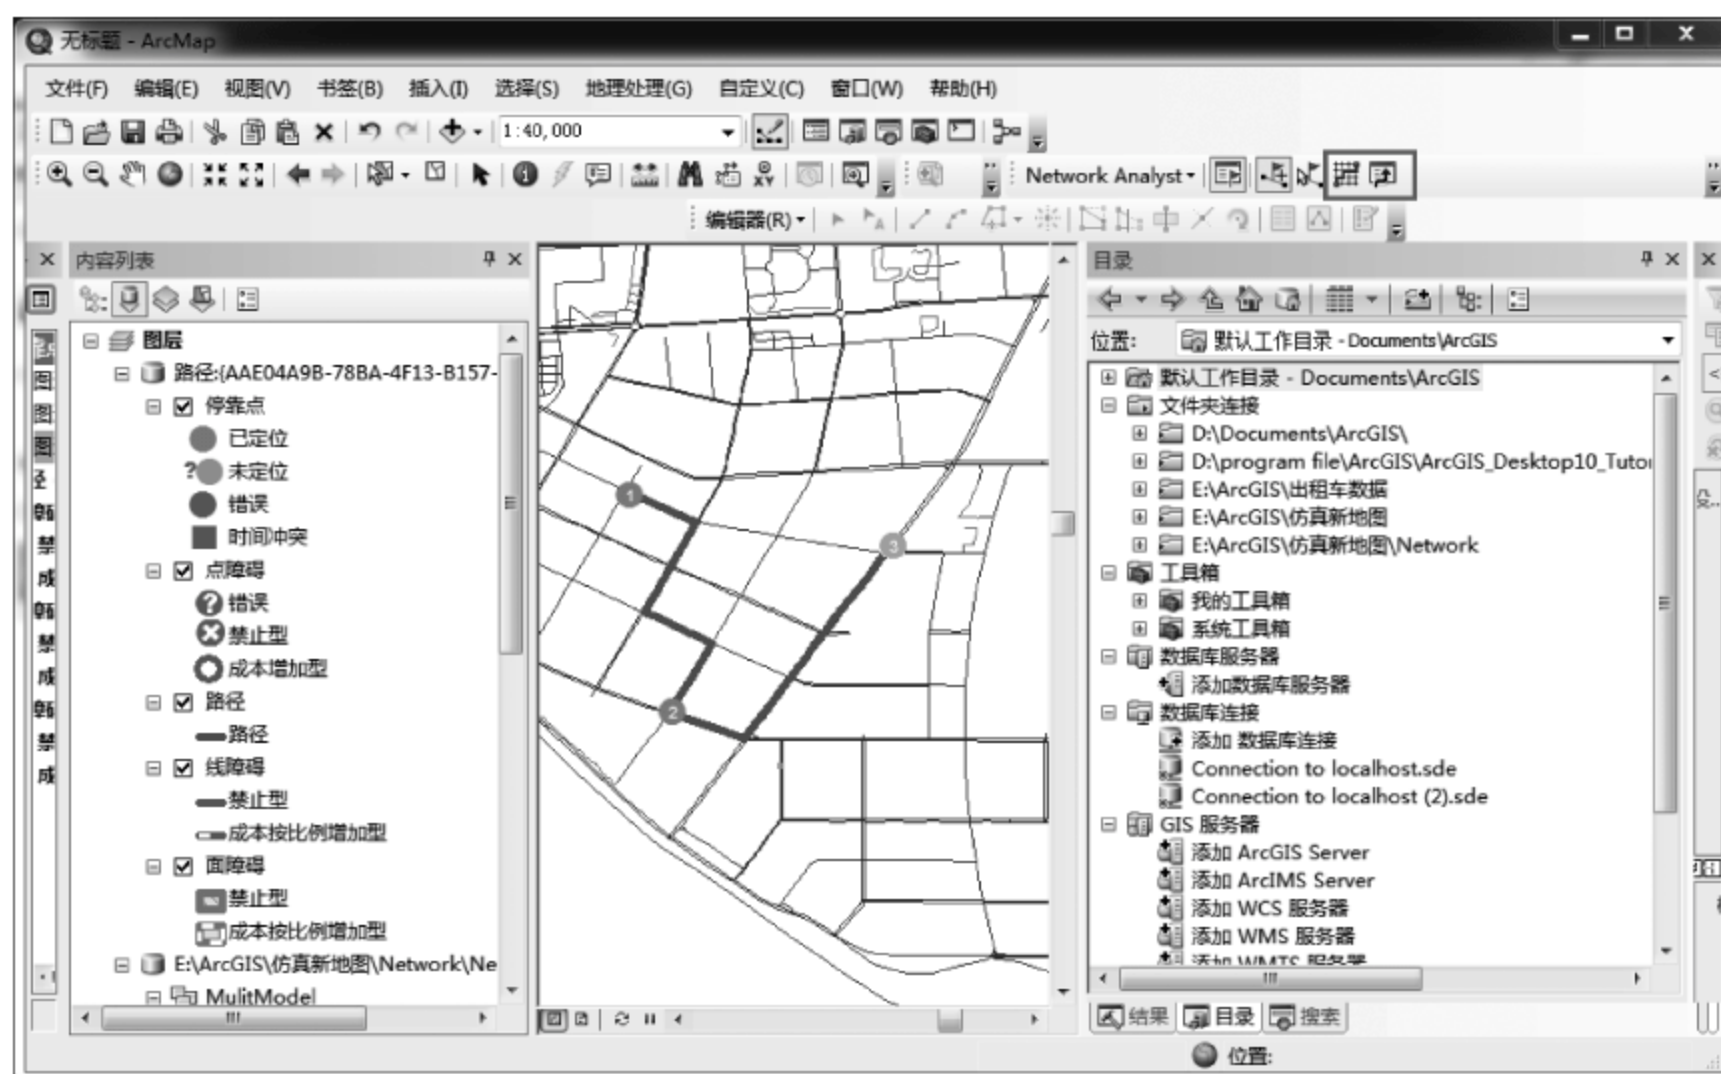 无标题 - ArcMap
文件(F) 编辑(E) 视图(V) 书签(B) 插入(I) 选择(S) 地理处理(G) 自定义(C) 窗口(W) 帮助(H)
1:40,000
Network Analyst
编辑器(R)
内容列表
图层
路径:{AAE04A9B-78BA-4F13-B157-
停靠点
已定位
? 未定位
错误
时间冲突
点障碍
错误
禁止型
成本增加型
路径
路径
线障碍
禁止型
成本按比例增加型
面障碍
禁止型
成本按比例增加型
E:\ArcGIS\仿真新地图\Network\Ne
MulitModel
1
3
2
目录
位置: 默认工作目录 - Documents\ArcGIS
默认工作目录 - Documents\ArcGIS
文件夹连接
D:\Documents\ArcGIS\
D:\program file\ArcGIS\ArcGIS_Desktop10_Tutor
E:\ArcGIS\出租车数据
E:\ArcGIS\仿真新地图
E:\ArcGIS\仿真新地图\Network
工具箱
我的工具箱
系统工具箱
数据库服务器
添加数据库服务器
数据库连接
添加 数据库连接
Connection to localhost.sde
Connection to localhost (2).sde
GIS 服务器
添加 ArcGIS Server
添加 ArcIMS Server
添加 WCS 服务器
添加 WMS 服务器
添加 WMTS 服务器
结果 目录 搜索
位置: